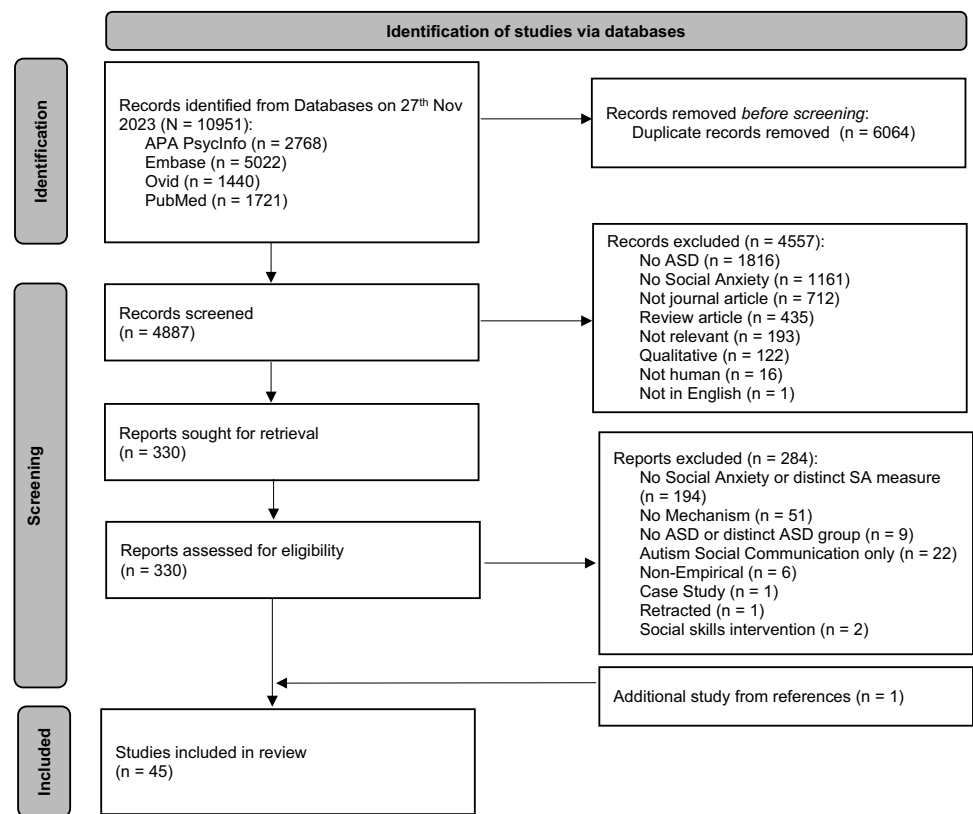 Identification of studies via databases
Identification
Records identified from Databases on 27th Nov
2023 (N = 10951):
APA PsycInfo (n = 2768)
Embase (n = 5022)
Ovid (n = 1440)
PubMed (n = 1721)
Records removed before screening:
Duplicate records removed (n = 6064)
Screening
Records screened
(n = 4887)
Records excluded (n = 4557):
No ASD (n = 1816)
No Social Anxiety (n = 1161)
Not journal article (n = 712)
Review article (n = 435)
Not relevant (n = 193)
Qualitative (n = 122)
Not human (n = 16)
Not in English (n = 1)
Reports sought for retrieval
(n = 330)
Reports assessed for eligibility
(n = 330)
Reports excluded (n = 284):
No Social Anxiety or distinct SA measure
(n = 194)
No Mechanism (n = 51)
No ASD or distinct ASD group (n = 9)
Autism Social Communication only (n = 22)
Non-Empirical (n = 6)
Case Study (n = 1)
Retracted (n = 1)
Social skills intervention (n = 2)
Additional study from references (n = 1)
Included
Studies included in review
(n = 45)